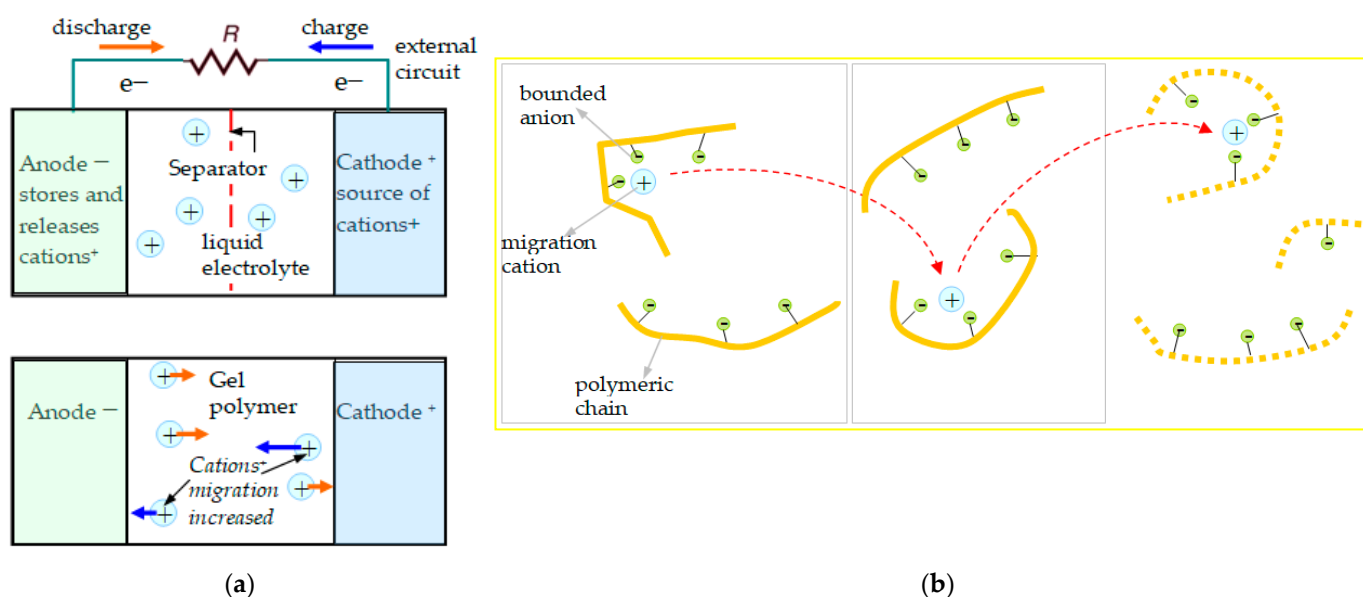 discharge
R
charge
external
circuit
e−
e−
+
Anode −
stores and
releases
cations⁺
Separator
+
+
+
+
liquid
electrolyte
Cathode ⁺
source of
cations+
Anode −
+
Gel
polymer
+
+
Cations⁺
migration
increased
+
+
Cathode ⁺
(a)
bounded
anion
migration
cation
polymeric
chain
+
+
+
(b)